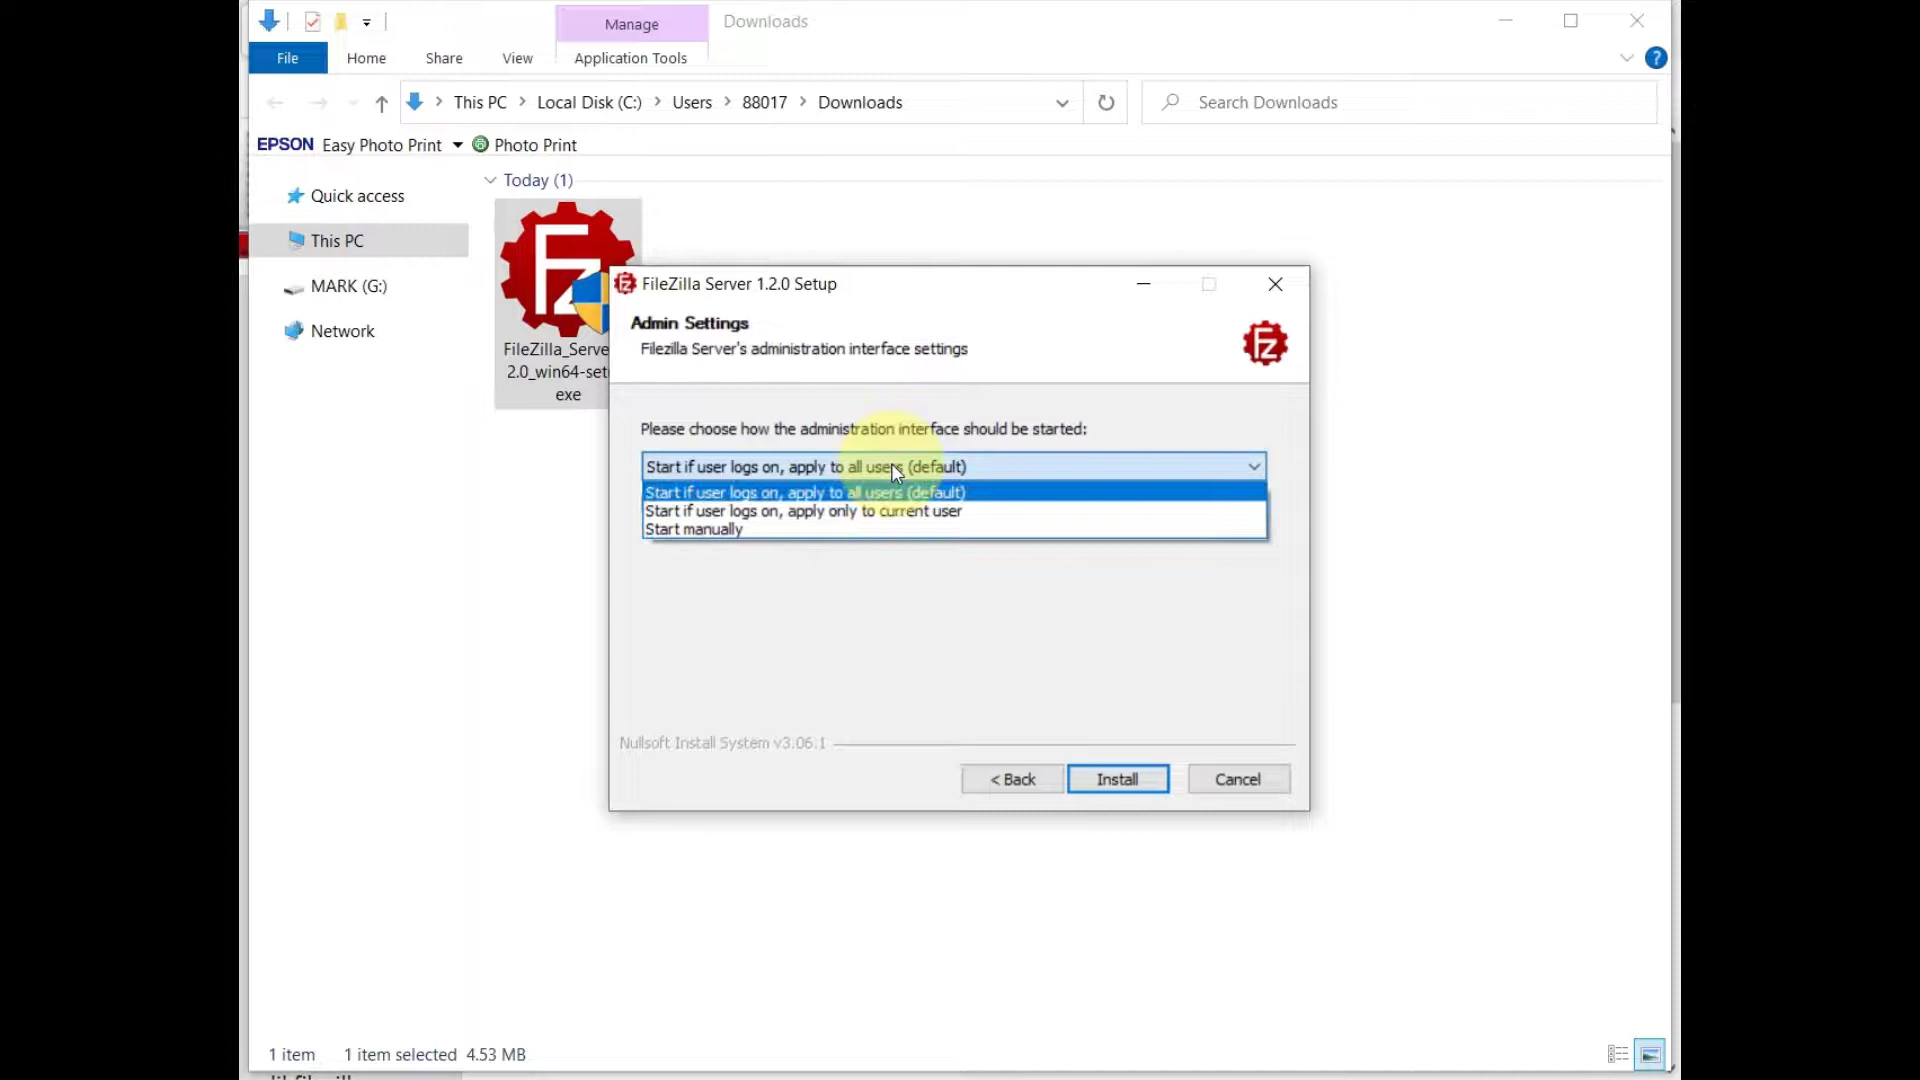 Manage
Downloads
File
Home
Share
View
Application Tools
This PC
Local Disk (C:)
Users
88017
Downloads
Search Downloads
EPSON Easy Photo Print
Photo Print
Quick access
This PC
MARK (G:)
Network
Today (1)
FileZilla_Serve
2.0_win64-set
exe
FileZilla Server 1.2.0 Setup
Admin Settings
Filezilla Server's administration interface settings
Please choose how the administration interface should be started:
Start if user logs on, apply to all users (default)
Start if user logs on, apply to all users (default)
Start if user logs on, apply only to current user
Start manually
Nullsoft Install System v3.06.1
< Back
Install
Cancel
1 item
1 item selected 4.53 MB